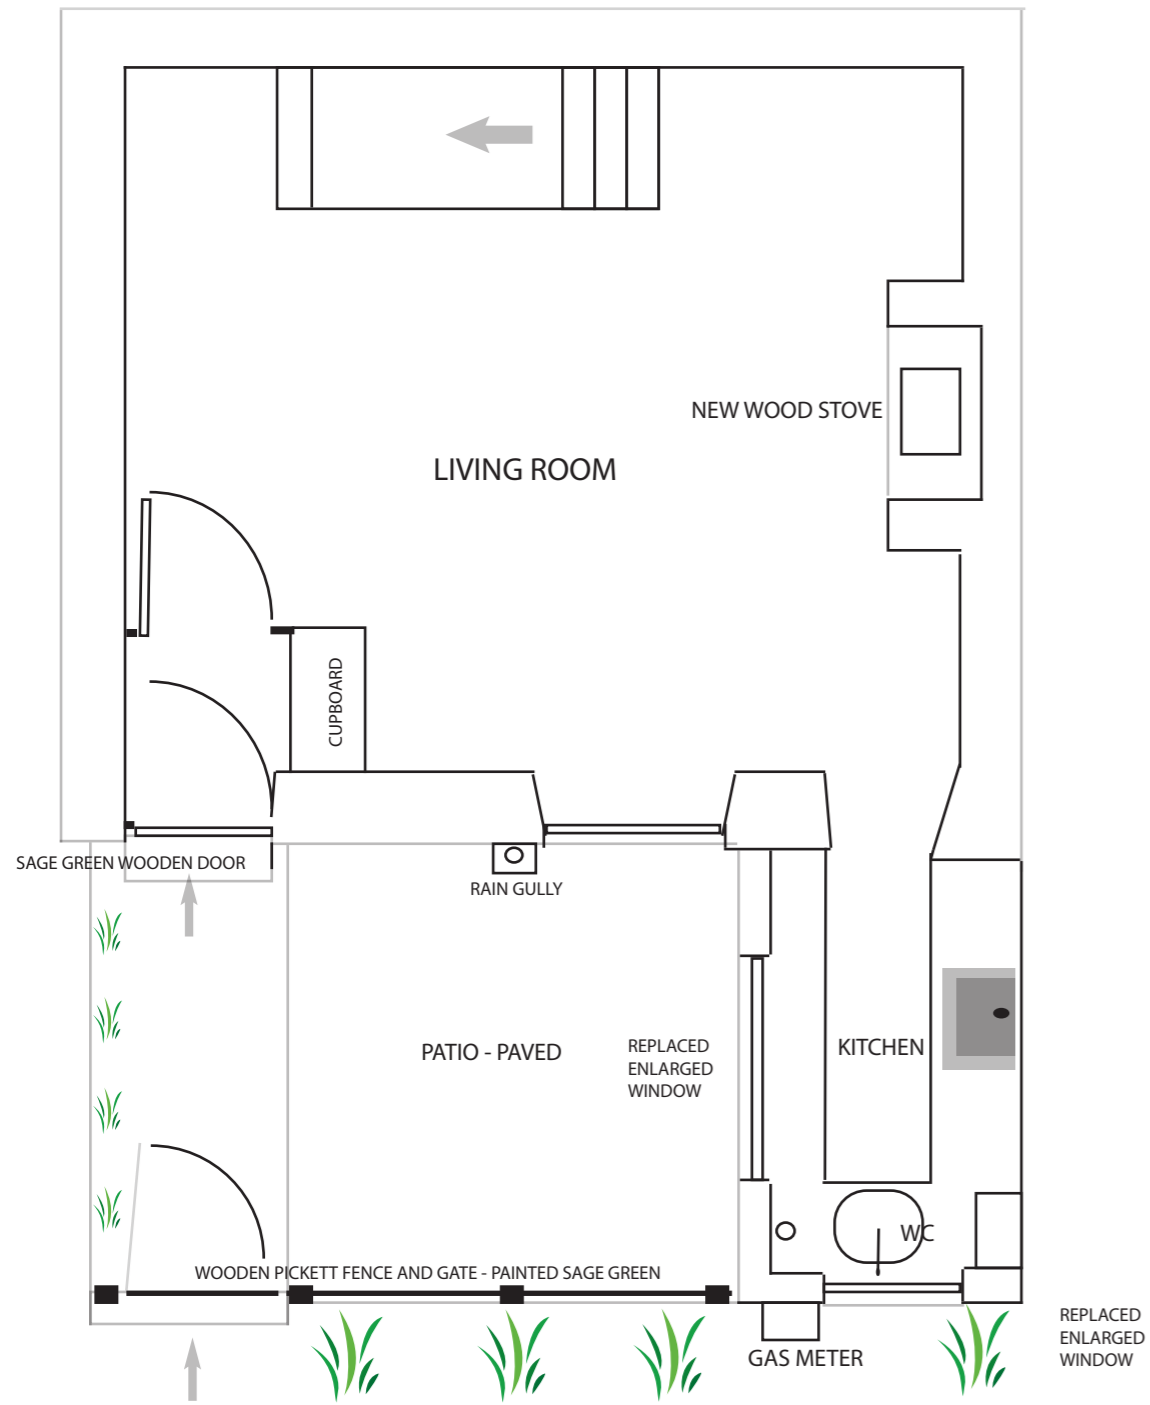 NEW WOOD STOVE
LIVING ROOM
CUPBOARD
SAGE GREEN WOODEN DOOR
RAIN GULLY
PATIO - PAVED
REPLACED
ENLARGED
WINDOW
KITCHEN
WC
WOODEN PICKETT FENCE AND GATE - PAINTED SAGE GREEN
GAS METER
REPLACED
ENLARGED
WINDOW